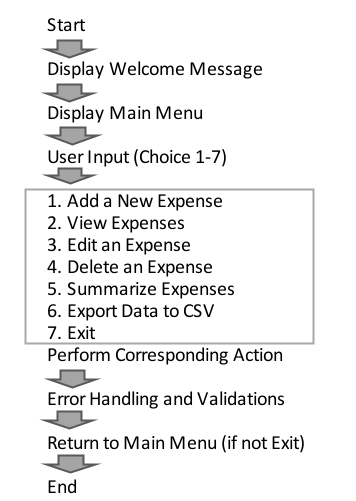 Start
Display Welcome Message
Display Main Menu
User Input (Choice 1-7)
1. Add a New Expense
2. View Expenses
3. Edit an Expense
4. Delete an Expense
5. Summarize Expenses
6. Export Data to CSV
7. Exit
Perform Corresponding Action
Error Handling and Validations
Return to Main Menu (if not Exit)
End